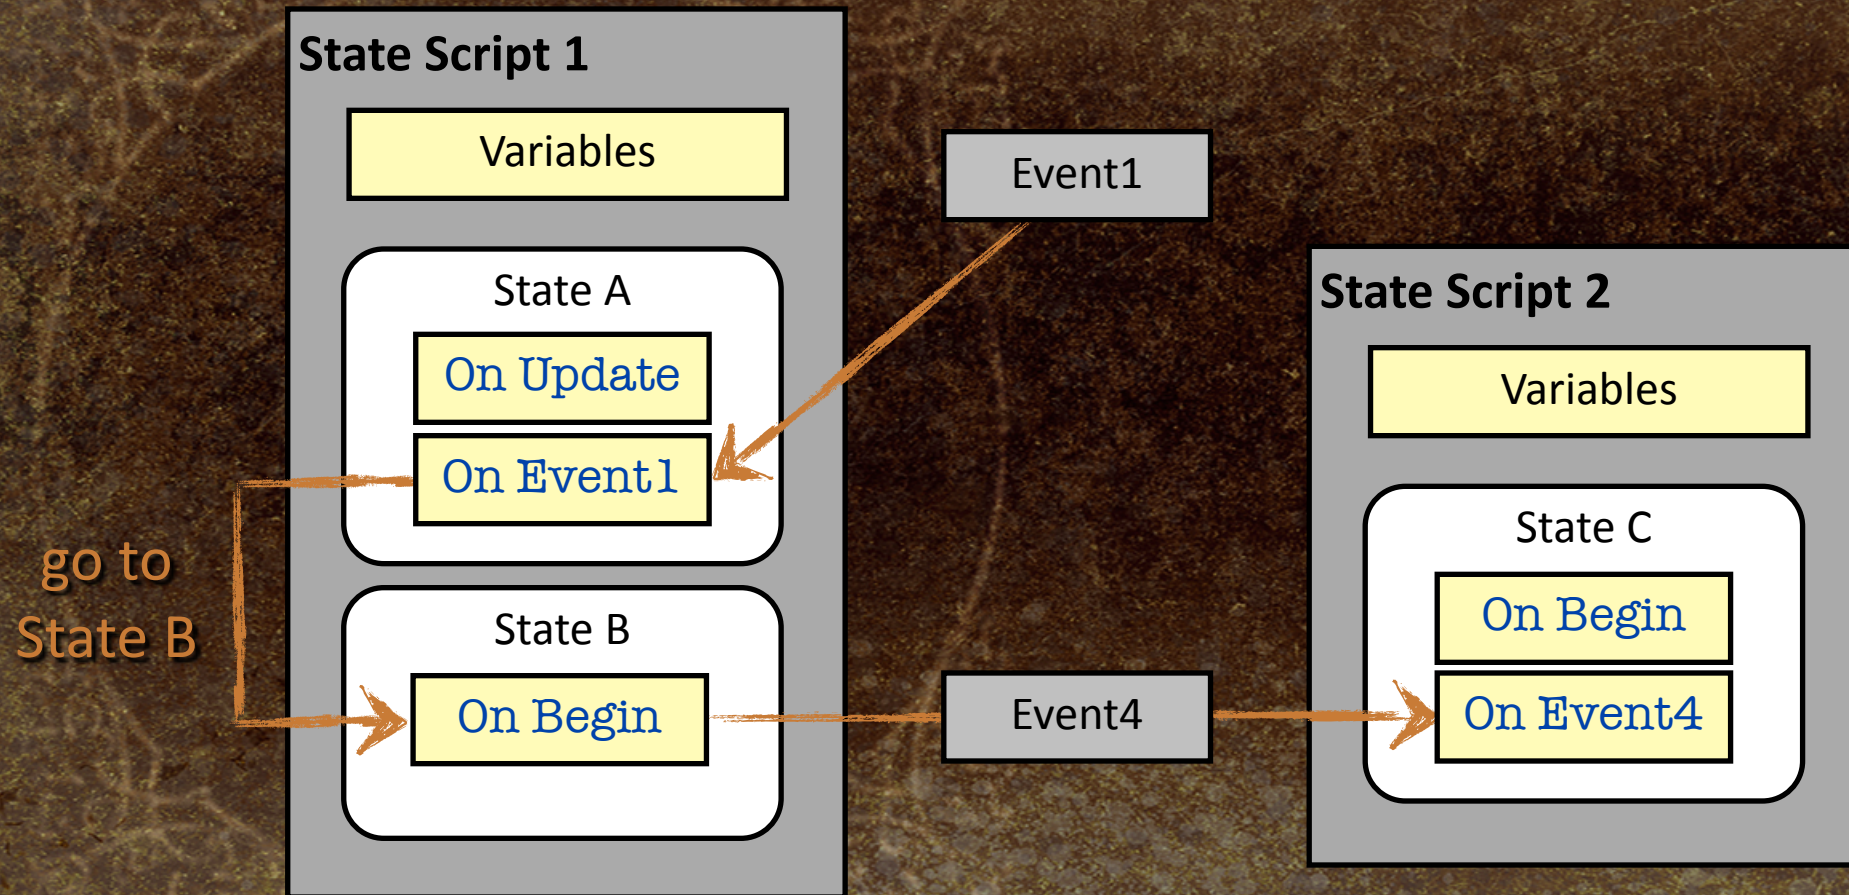 State Script 1
Variables
State A
On Update
On Event1
go to
State B
State B
On Begin
Event1
Event4
State Script 2
Variables
State C
On Begin
On Event4